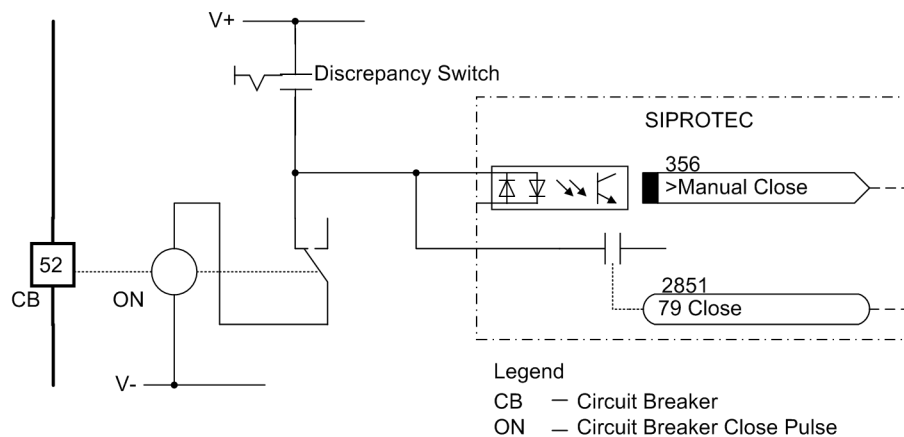 V+
Discrepancy Switch
SIPROTEC
356
>Manual Close
52
CB
ON
2851
79 Close
V-
Legend
CB – Circuit Breaker
ON – Circuit Breaker Close Pulse